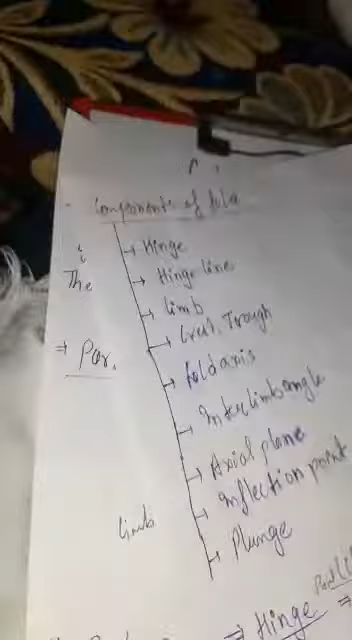 Components of fold
Hinge
The
Hinge line
limb
Crest, Trough
⇒ Par.
fold axis
Interlimb angle
Axial plane
Inflection point
limb
Plunge
⇒ Hinge